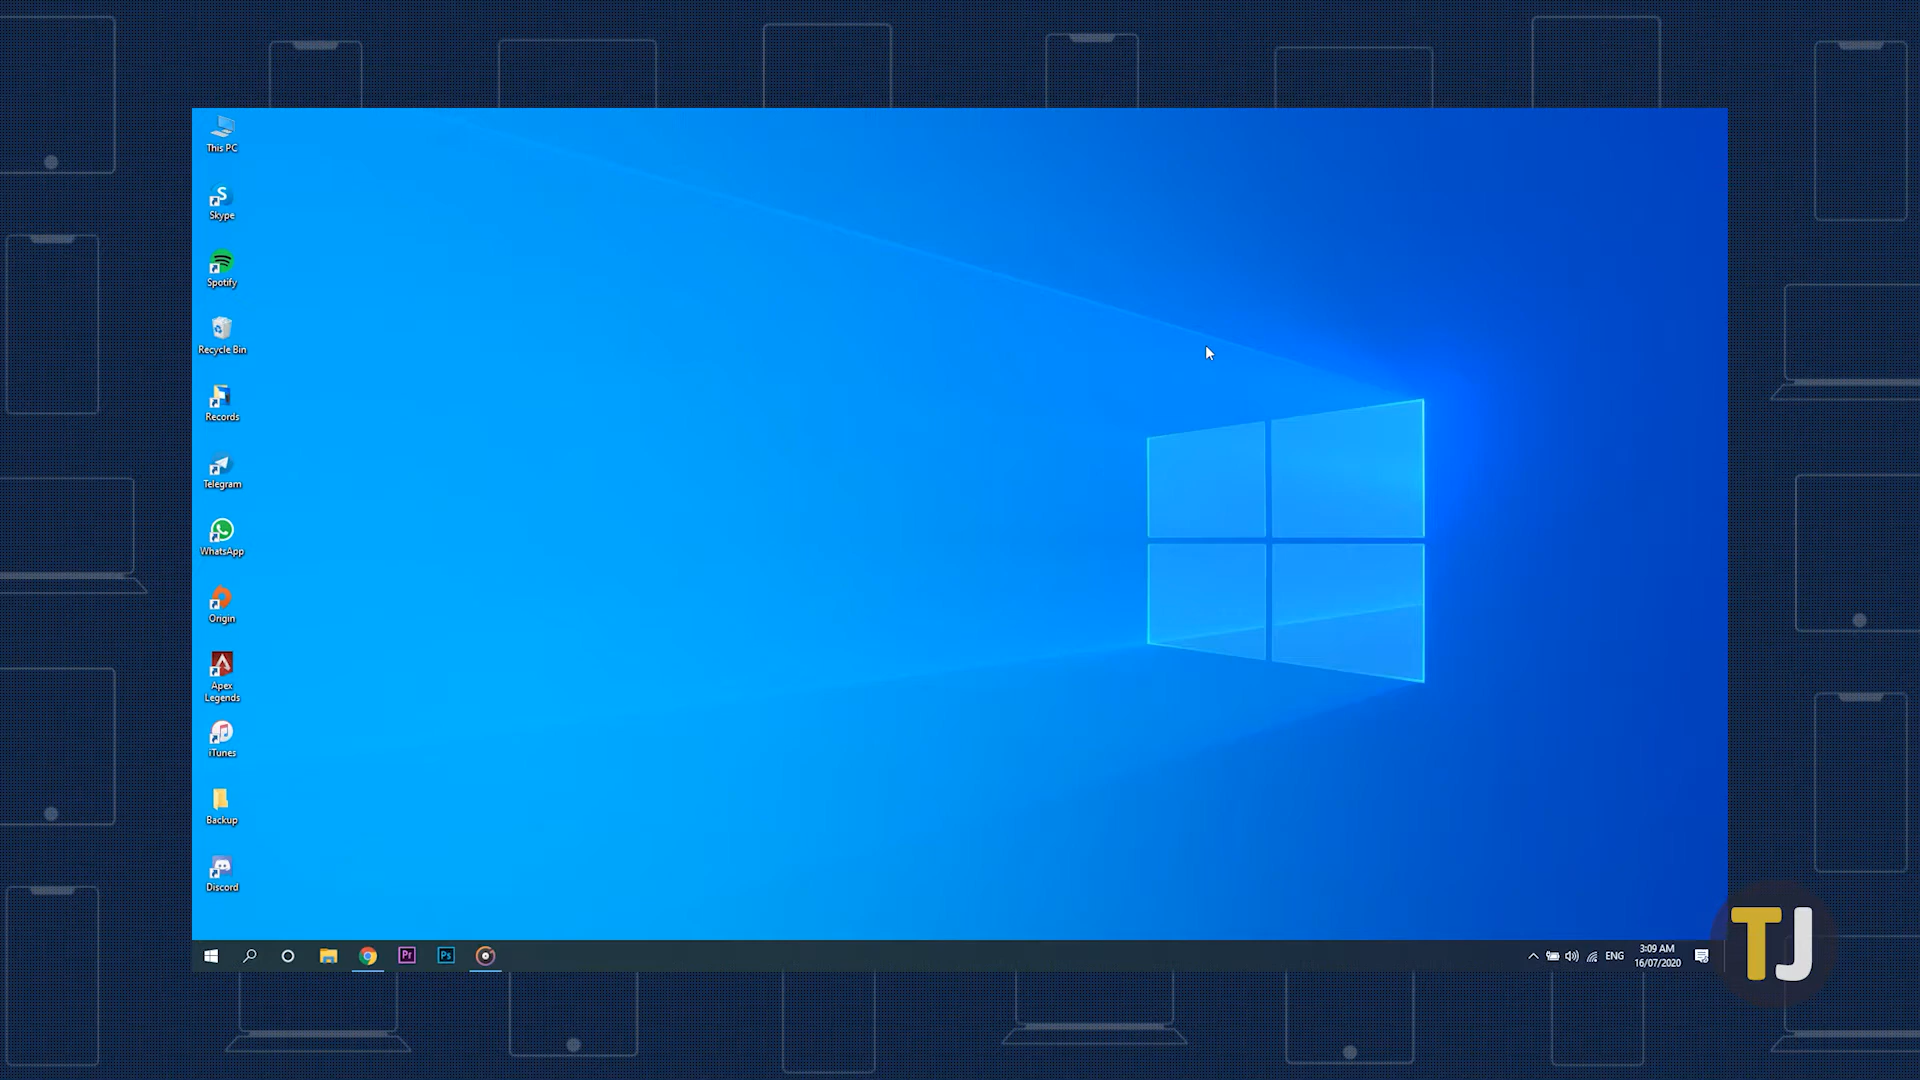 This PC
Skype
Spotify
Recycle Bin
Records
Telegram
WhatsApp
Origin
Apex
Legends
iTunes
Backup
Discord
Pr
Ps
ENG
3:09 AM
16/07/2020
TJ